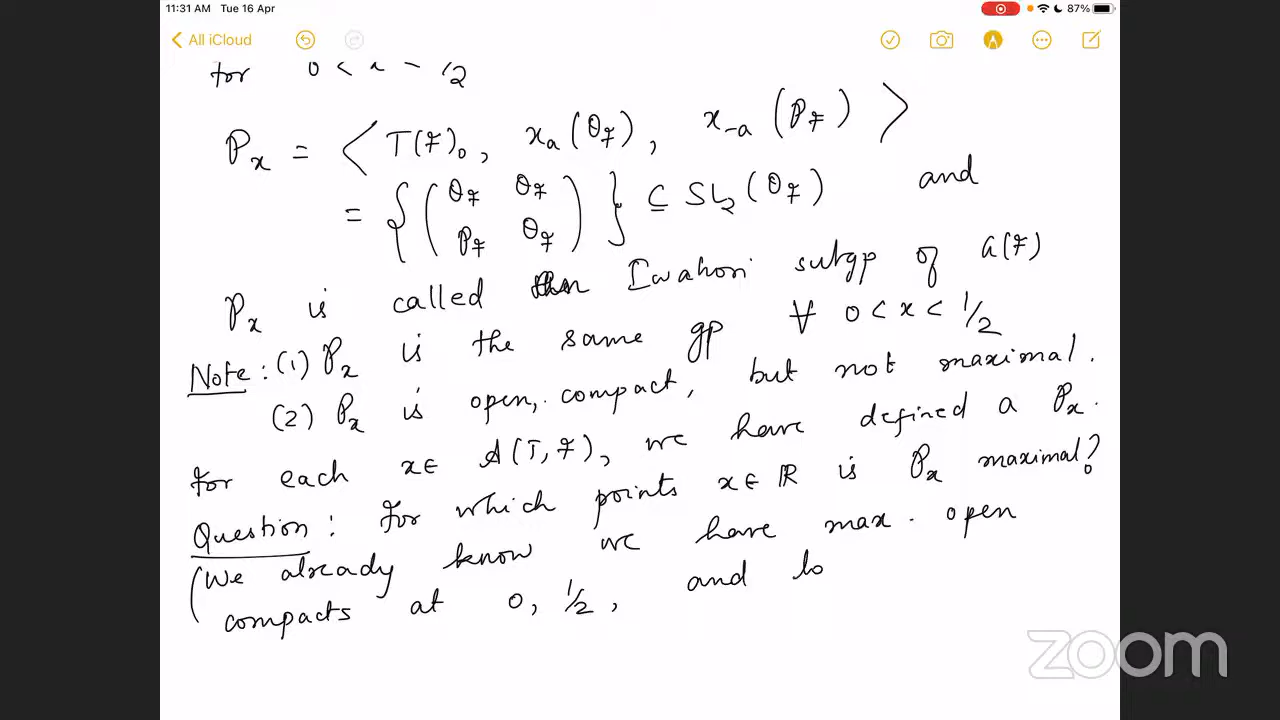 11:31 AM Tue 16 Apr
87%
All iCloud
for 0 < x < 1/2
P_x = < T(F)_0, x_a(O_F), x_{-a}(P_F) >
= { ( O_F O_F
P_F O_F ) } ⊆ SL_2(O_F) and
P_x is called Iwahori subgp of G(F)
Note: (1) P_x is the same gp ∀ 0 < x < 1/2
(2) P_x is open, compact, but not maximal.
for each x ∈ A(T, F), we have defined a P_x.
Question: For which points x ∈ ℝ is P_x maximal?
(We already know we have max. open
compacts at 0, 1/2, and
zoom